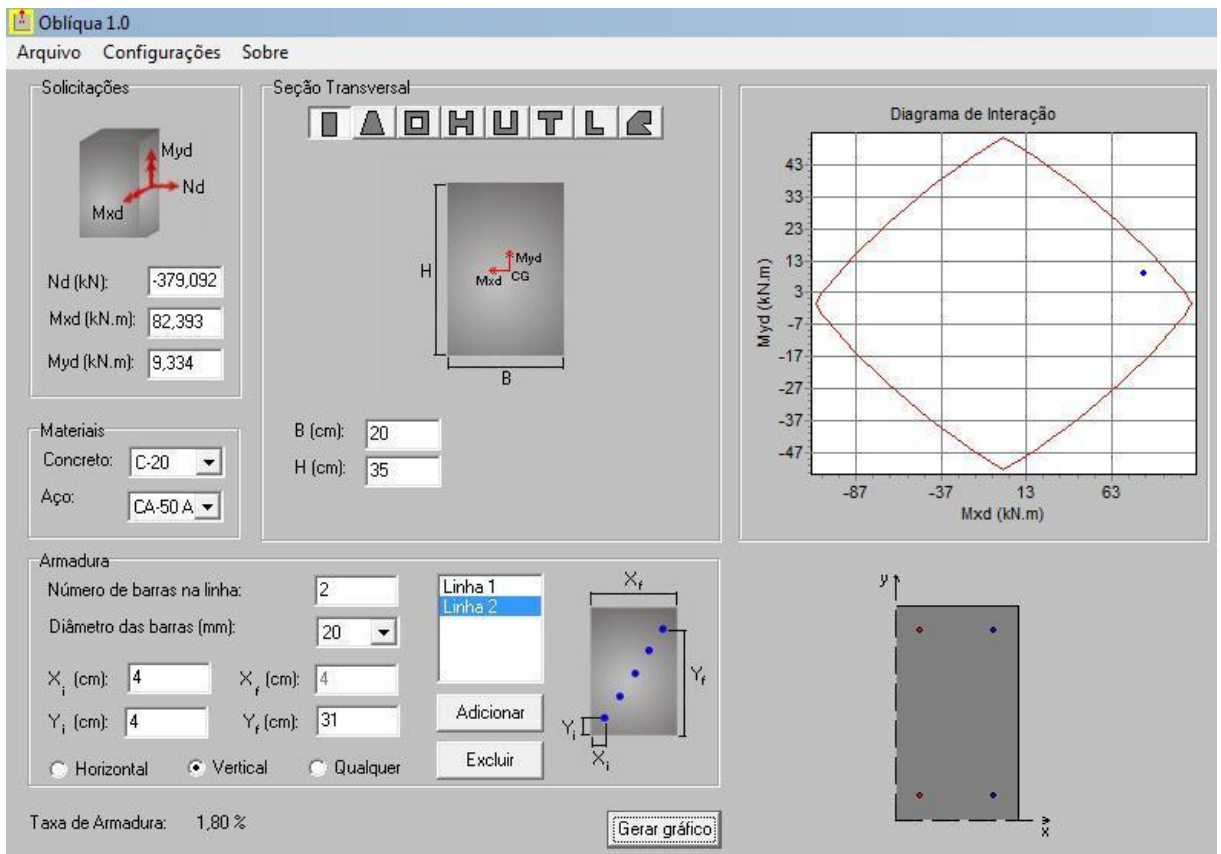 Oblíqua 1.0
Arquivo Configurações Sobre
Solicitações
Myd
Nd
Mxd
Nd (kN): -379,092
Mxd (kN.m): 82,393
Myd (kN.m): 9,334
Materiais
Concreto: C-20
Aço: CA-50 A
Seção Transversal
H
Myd
Mxd CG
B
B (cm): 20
H (cm): 35
Diagrama de Interação
Myd (kN.m)
43
33
23
13
3
-7
-17
-27
-37
-47
-87 -37 13 63
Mxd (kN.m)
Armadura
Número de barras na linha: 2
Diâmetro das barras (mm): 20
Xi (cm): 4 Xf (cm): 4
Yi (cm): 4 Yf (cm): 31
Horizontal Vertical Qualquer
Linha 1
Linha 2
Adicionar
Excluir
Xf
Yf
Yi
Xi
Taxa de Armadura: 1,80 %
Gerar gráfico
y
x